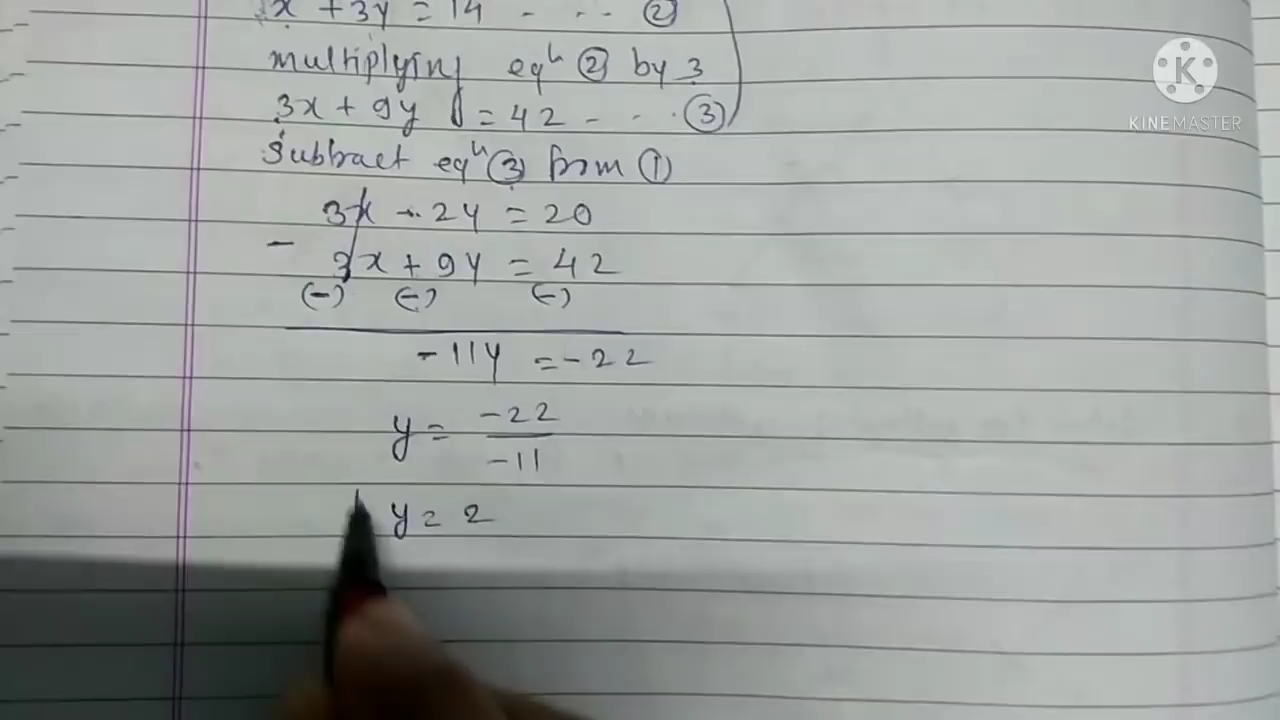 x + 3y = 14 - - - ②
multiplying eqⁿ ② by 3
3x + 9y = 42 - - - ③
Subtract eqⁿ ③ from ①
3x - 2y = 20
- 3x + 9y = 42
(-) (-) (-)
-11y = -22
y = -22
-11
y = 2
K
KINEMASTER